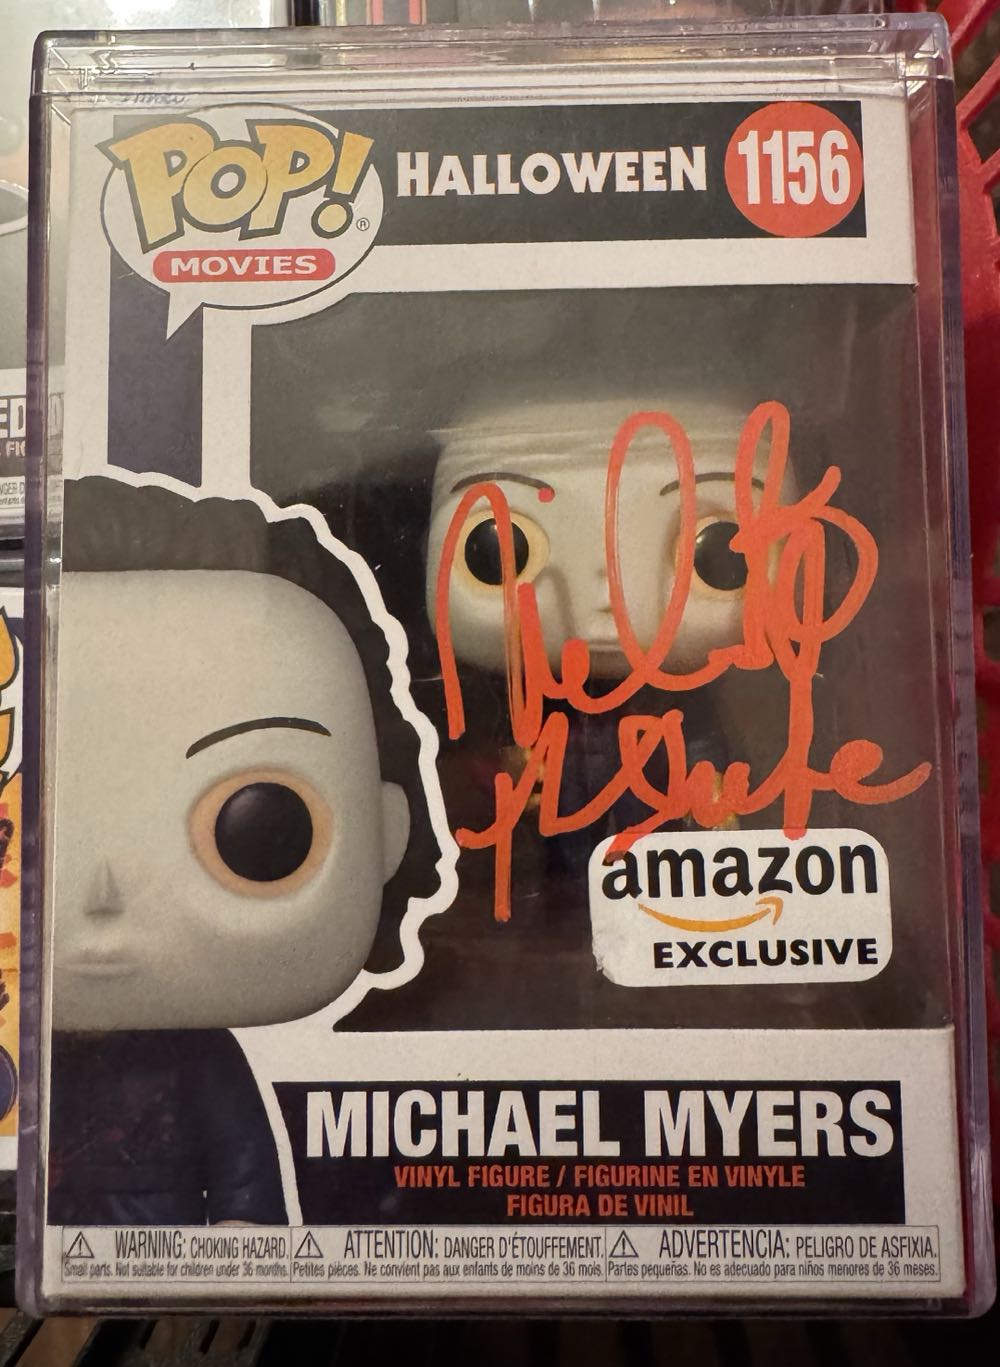 POP!®
MOVIES
HALLOWEEN
1156
ED
FIG
amazon
EXCLUSIVE
MICHAEL MYERS
VINYL FIGURE / FIGURINE EN VINYLE
FIGURA DE VINIL
WARNING: CHOKING HAZARD.
Small parts. Not suitable for children under 36 months.
ATTENTION: DANGER D'ÉTOUFFEMENT.
Petites pièces. Ne convient pas aux enfants de moins de 36 mois.
ADVERTENCIA: PELIGRO DE ASFIXIA.
Partes pequeñas. No es adecuado para niños menores de 36 meses.